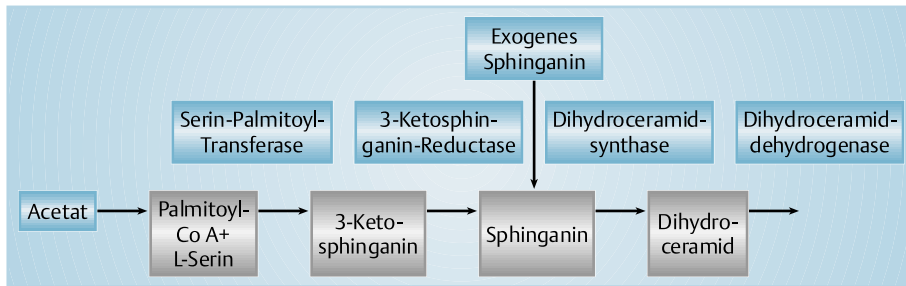 Exogenes
Sphinganin
Serin-Palmitoyl-
Transferase
3-Ketosphin-
ganin-Reductase
Dihydroceramid-
synthase
Dihydroceramid-
dehydrogenase
Acetat
Palmitoyl-
Co A+
L-Serin
3-Keto-
sphinganin
Sphinganin
Dihydro-
ceramid